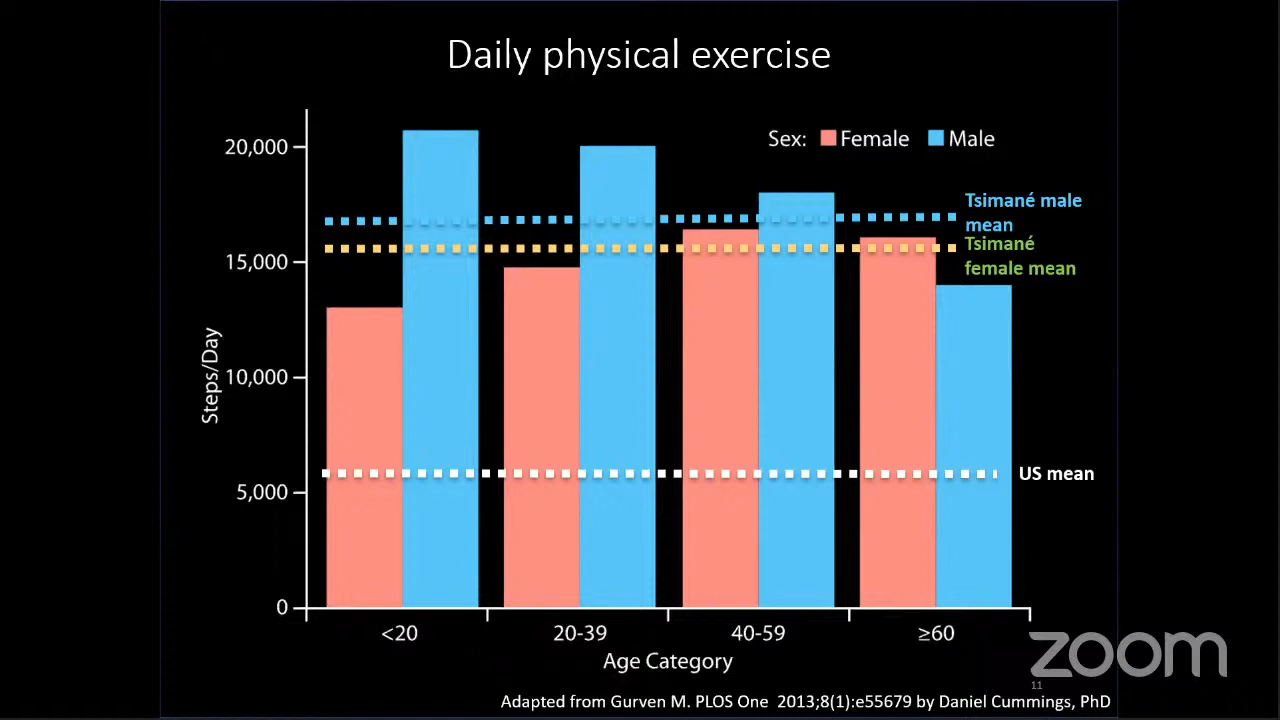 Daily physical exercise
Sex: Female Male
20,000
15,000
10,000
5,000
0
Steps/Day
Tsimané male
mean
Tsimané
female mean
US mean
<20 20-39 40-59 ≥60
Age Category
zoom
11
Adapted from Gurven M. PLOS One 2013;8(1):e55679 by Daniel Cummings, PhD